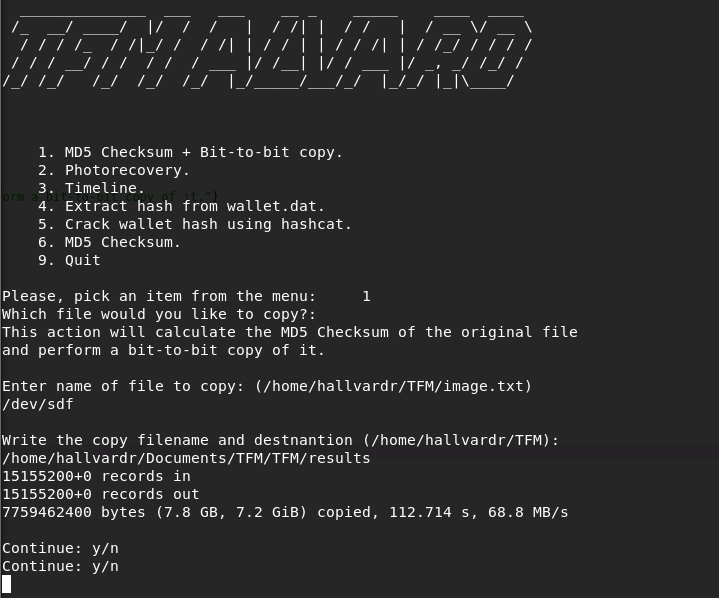 1. MD5 Checksum + Bit-to-bit copy.
2. Photorecovery.
3. Timeline.
4. Extract hash from wallet.dat.
5. Crack wallet hash using hashcat.
6. MD5 Checksum.
9. Quit
Please, pick an item from the menu: 1
Which file would you like to copy?:
This action will calculate the MD5 Checksum of the original file
and perform a bit-to-bit copy of it.
Enter name of file to copy: (/home/hallvardr/TFM/image.txt)
/dev/sdf
Write the copy filename and destnantion (/home/hallvardr/TFM):
/home/hallvardr/Documents/TFM/TFM/results
15155200+0 records in
15155200+0 records out
7759462400 bytes (7.8 GB, 7.2 GiB) copied, 112.714 s, 68.8 MB/s
Continue: y/n
Continue: y/n